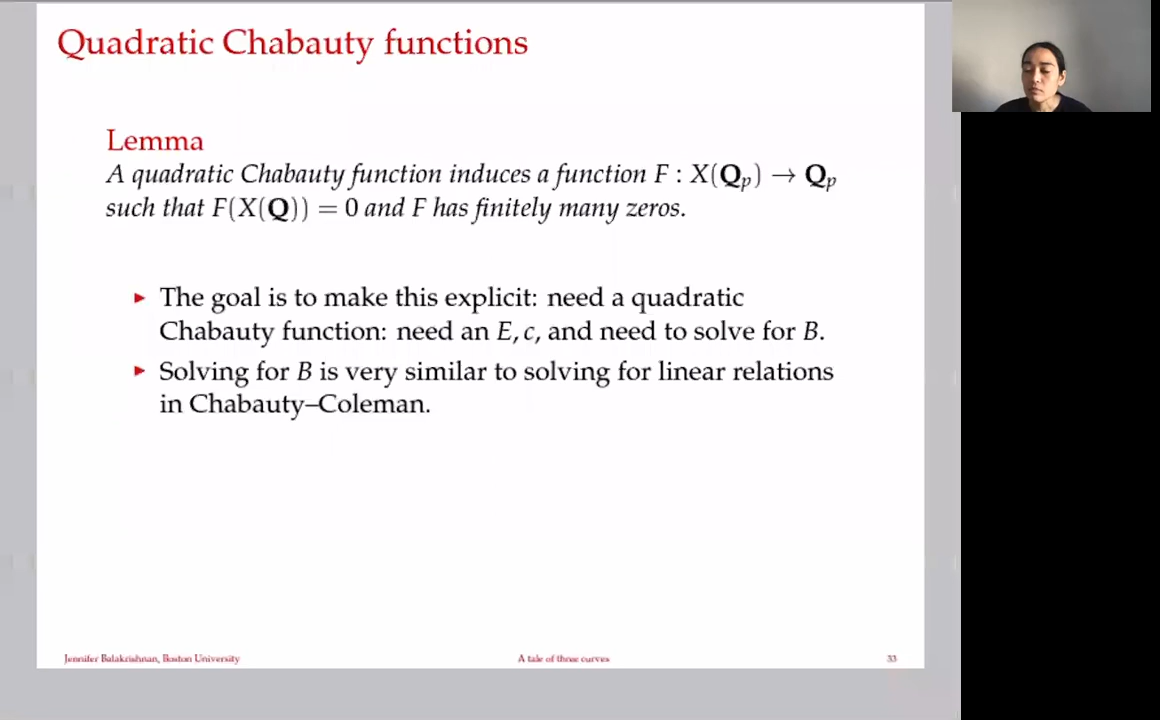 Quadratic Chabauty functions
Lemma
A quadratic Chabauty function induces a function F : X(Qp) → Qp
such that F(X(Q)) = 0 and F has finitely many zeros.
▸ The goal is to make this explicit: need a quadratic
Chabauty function: need an E, c, and need to solve for B.
▸ Solving for B is very similar to solving for linear relations
in Chabauty–Coleman.
Jennifer Balakrishnan, Boston University
A tale of three curves
33